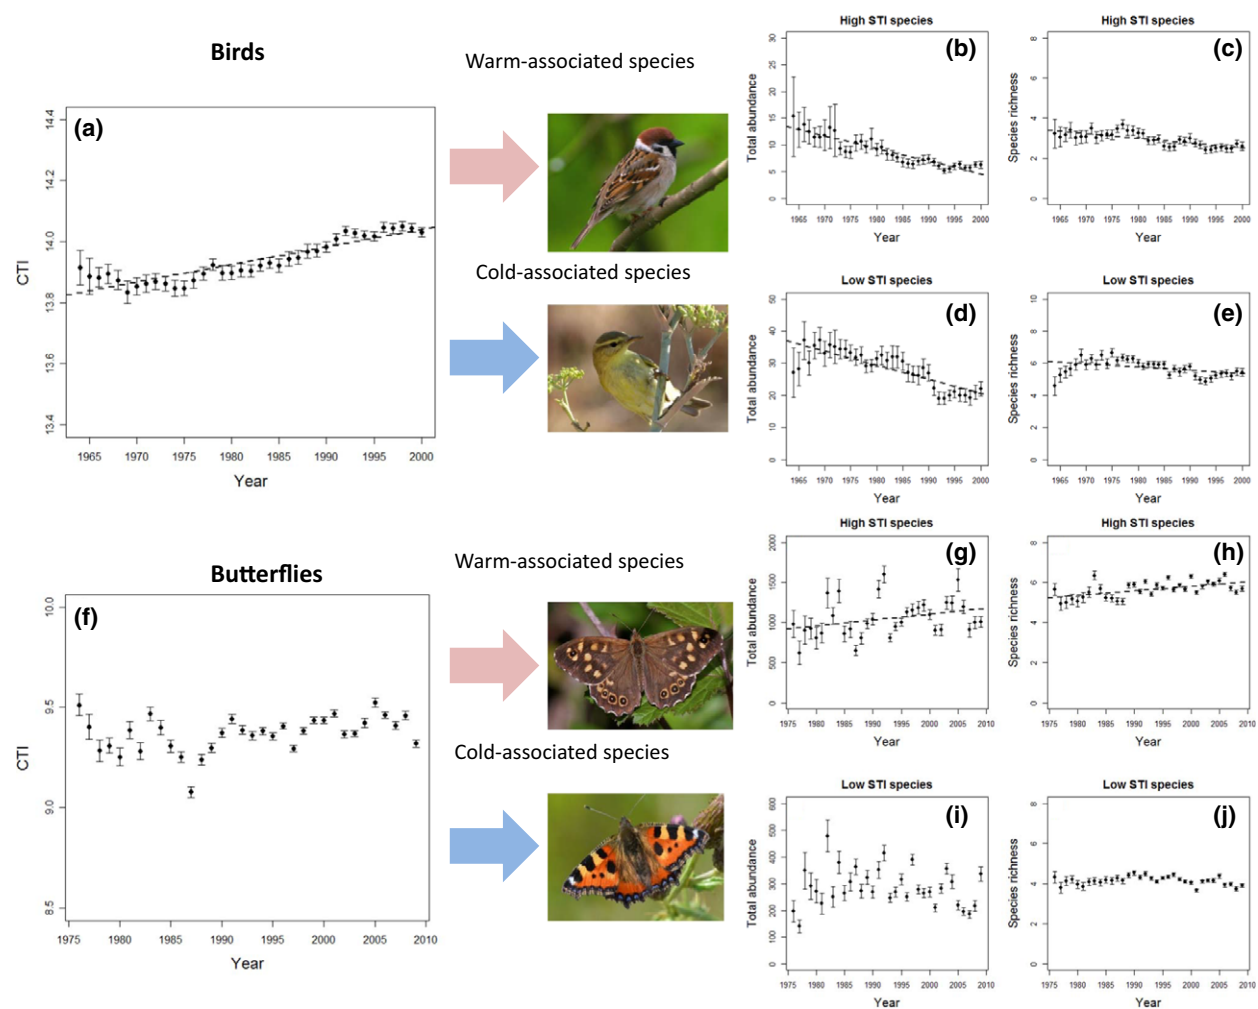 Birds
(a)
CTI
14.4
14.2
14.0
13.8
13.6
13.4
1965 1970 1975 1980 1985 1990 1995 2000
Year
Warm-associated species
Cold-associated species
High STI species
(b)
Total abundance
30
25
20
15
10
5
0
1965 1970 1975 1980 1985 1990 1995 2000
Year
High STI species
(c)
Species richness
8
6
4
2
0
1965 1970 1975 1980 1985 1990 1995 2000
Year
Low STI species
(d)
Total abundance
50
40
30
20
10
0
1965 1970 1975 1980 1985 1990 1995 2000
Year
Low STI species
(e)
Species richness
10
8
6
4
2
0
1965 1970 1975 1980 1985 1990 1995 2000
Year
Butterflies
(f)
CTI
10.0
9.5
9.0
8.5
1975 1980 1985 1990 1995 2000 2005 2010
Year
Warm-associated species
Cold-associated species
High STI species
(g)
Total abundance
2000
1500
1000
500
0
1975 1980 1985 1990 1995 2000 2005 2010
Year
High STI species
(h)
Species richness
8
6
4
2
0
1975 1980 1985 1990 1995 2000 2005 2010
Year
Low STI species
(i)
Total abundance
600
500
400
300
200
100
0
1975 1980 1985 1990 1995 2000 2005 2010
Year
Low STI species
(j)
Species richness
8
6
4
2
0
1975 1980 1985 1990 1995 2000 2005 2010
Year